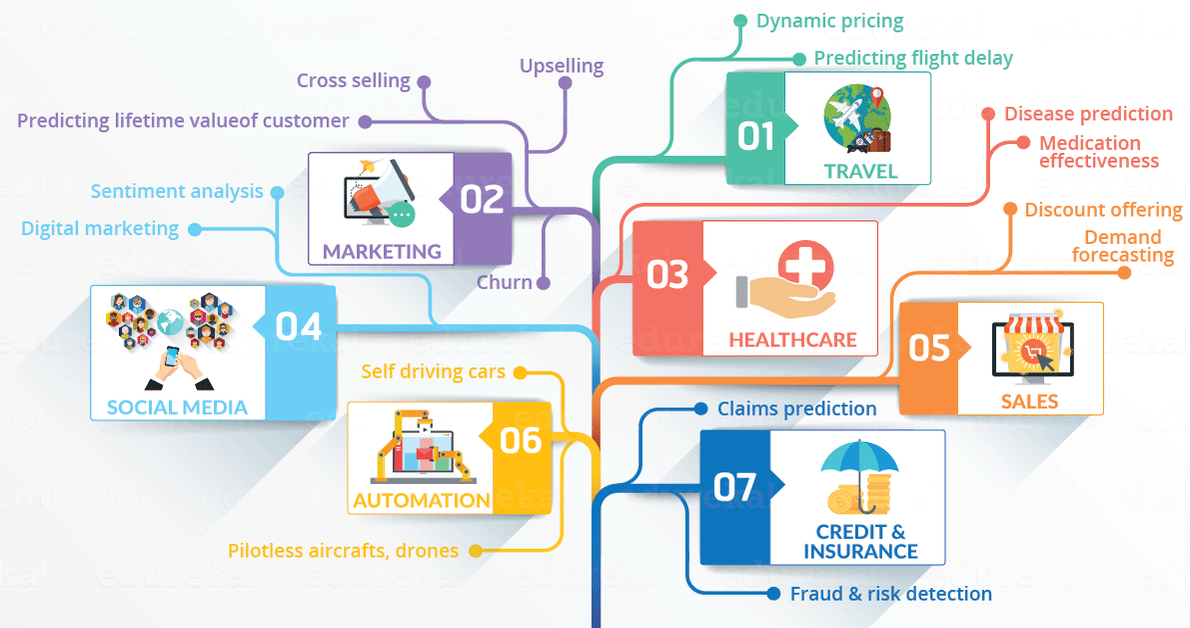 Dynamic pricing
Predicting flight delay
01
TRAVEL
Upselling
Cross selling
Predicting lifetime valueof customer
02
MARKETING
Churn
Disease prediction
Medication
effectiveness
03
HEALTHCARE
Sentiment analysis
Digital marketing
04
SOCIAL MEDIA
Discount offering
Demand
forecasting
05
SALES
Self driving cars
06
AUTOMATION
Pilotless aircrafts, drones
Claims prediction
07
CREDIT &
INSURANCE
Fraud & risk detection
edureka!